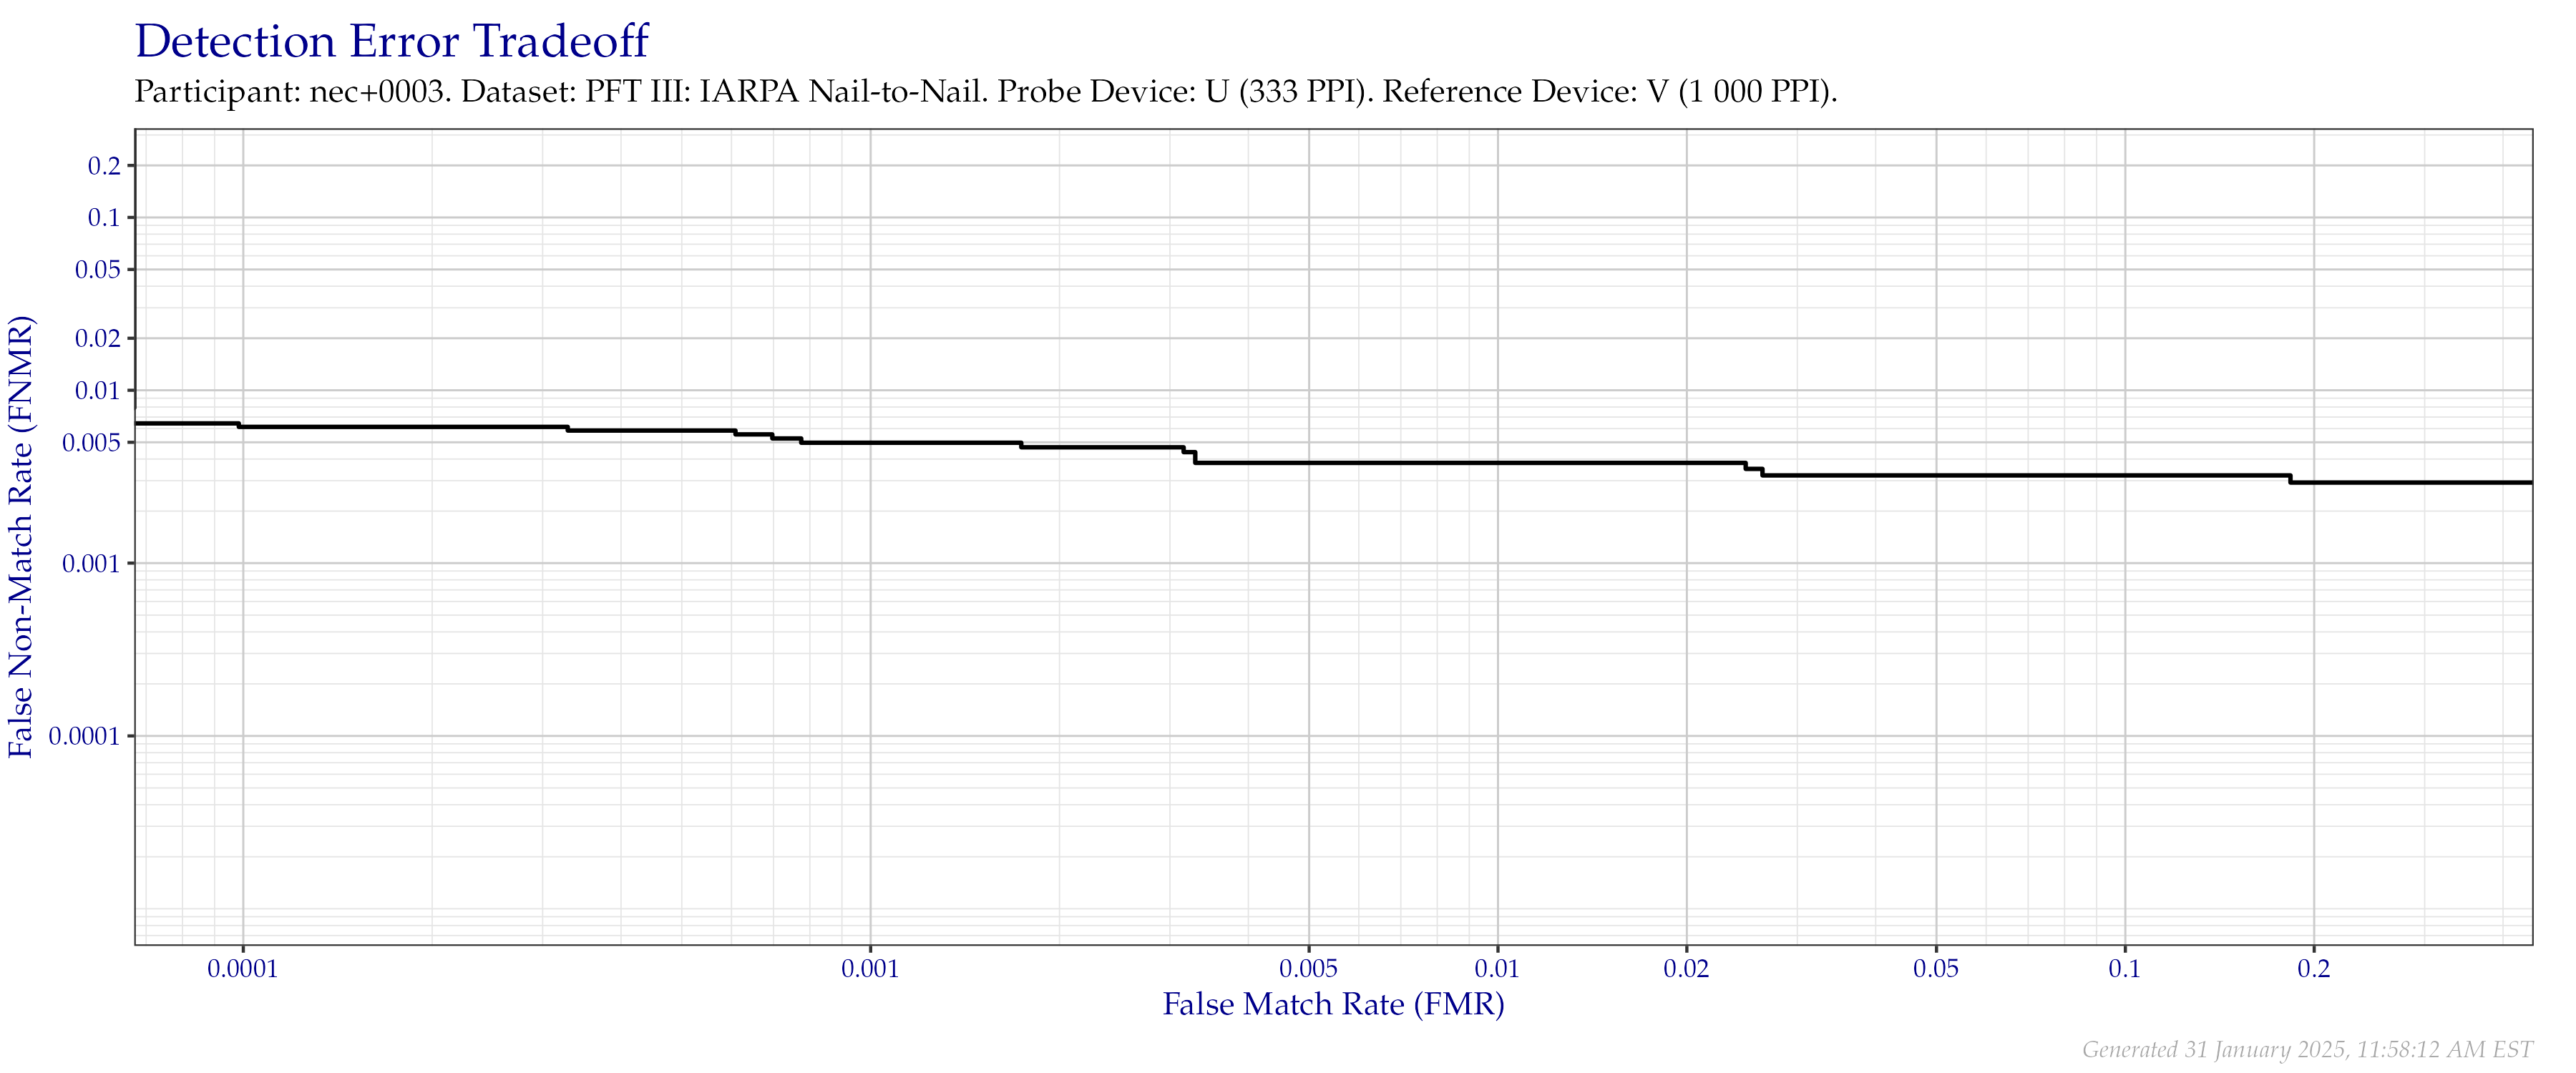 Detection Error Tradeoff
Participant: nec+0003. Dataset: PFT III: IARPA Nail-to-Nail. Probe Device: U (333 PPI). Reference Device: V (1 000 PPI).
False Non-Match Rate (FNMR)
0.2
0.1
0.05
0.02
0.01
0.005
0.001
0.0001
0.0001 0.001 0.005 0.01 0.02 0.05 0.1 0.2
False Match Rate (FMR)
Generated 31 January 2025, 11:58:12 AM EST